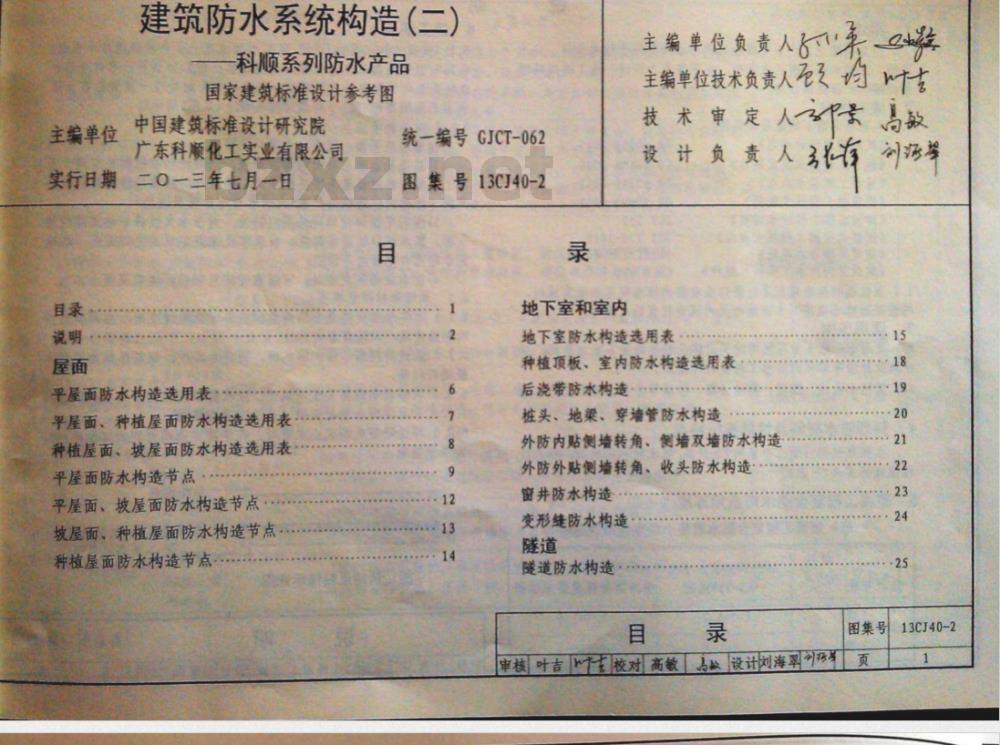 建筑防水系统构造(二)
——科顺系列防水产品
国家建筑标准设计参考图
主编单位 中国建筑标准设计研究院
广东科顺化工实业有限公司
统一编号 GJCT-062
实行日期 二〇一三年七月一日
图集号 13CJ40-2
主编单位负责人
主编单位技术负责人 叶吉
技术审定人 高敏
设计负责人
bzxz.net
目 录
目录 1
说明 2
屋面
平屋面防水构造选用表 6
平屋面、种植屋面防水构造选用表 7
种植屋面、坡屋面防水构造选用表 8
平屋面防水构造节点 9
平屋面、坡屋面防水构造节点 12
坡屋面、种植屋面防水构造节点 13
种植屋面防水构造节点 14
地下室和室内
地下室防水构造选用表 15
种植顶板、室内防水构造选用表 18
后浇带防水构造 19
桩头、地梁、穿墙管防水构造 20
外防内贴侧墙转角、侧墙双墙防水构造 21
外防外贴侧墙转角、收头防水构造 22
窗井防水构造 23
变形缝防水构造 24
隧道
隧道防水构造 25
目 录
图集号 13CJ40-2
审核 叶吉 叶吉 校对 高敏 高敏 设计 刘海翠 页 1